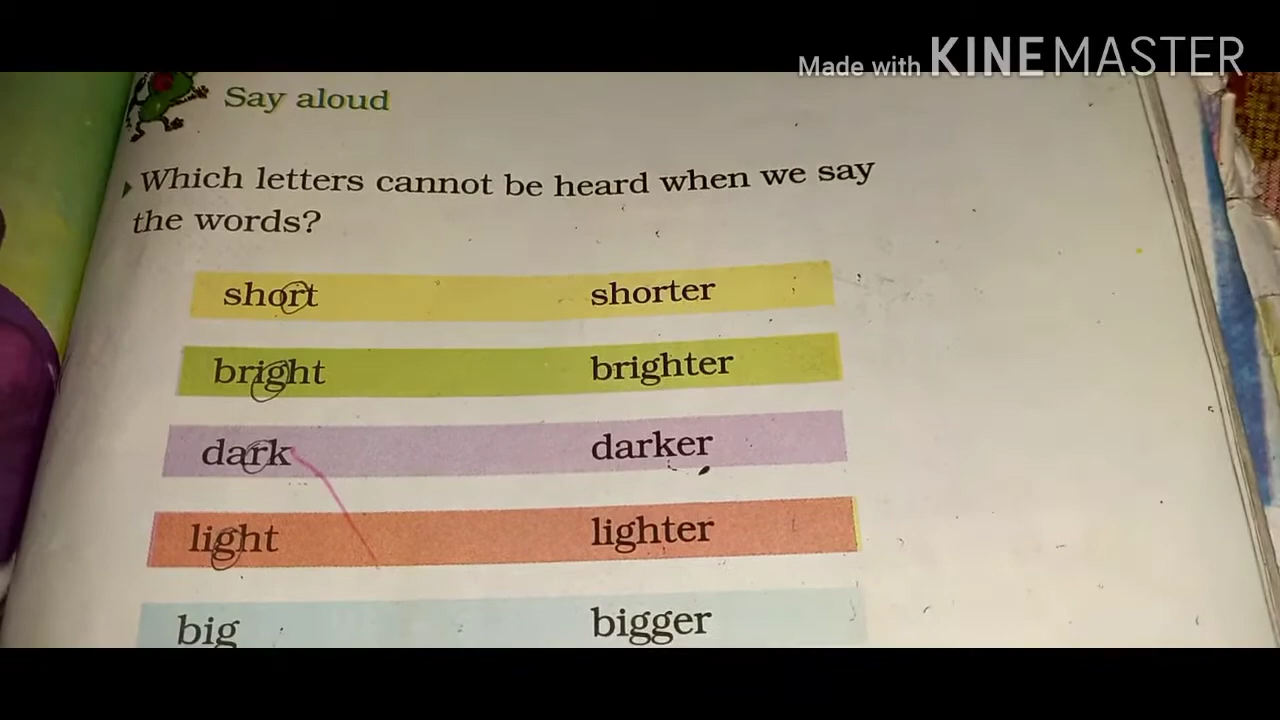 Made with KINEMASTER
Say aloud
Which letters cannot be heard when we say
the words?
short shorter
bright brighter
dark darker
light lighter
big bigger